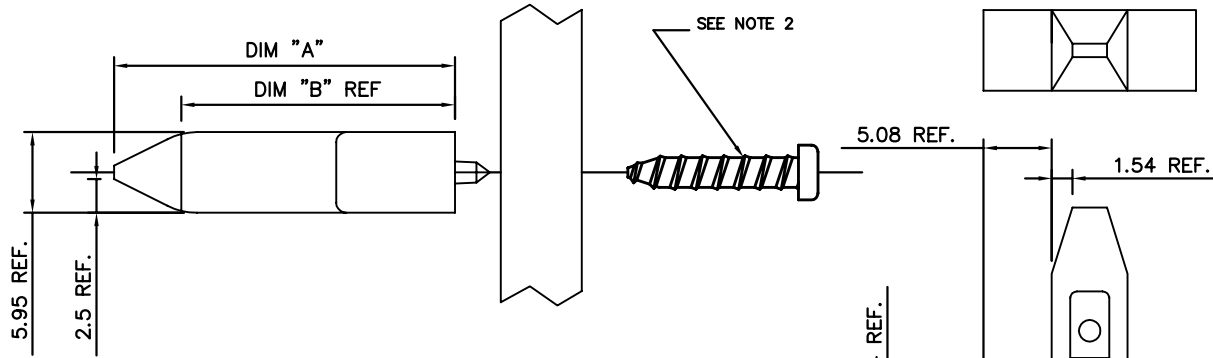 SEE NOTE 2
DIM "A"
DIM "B" REF
5.08 REF.
1.54 REF.
5.95 REF.
2.5 REF.
REF.